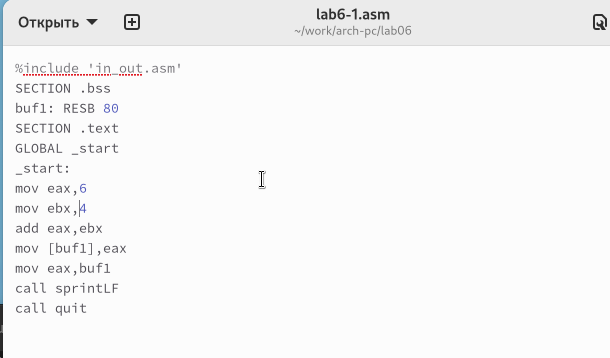 Открыть
lab6-1.asm
~/work/arch-pc/lab06
%include 'in_out.asm'
SECTION .bss
buf1: RESB 80
SECTION .text
GLOBAL _start
_start:
mov eax,6
mov ebx,4
add eax,ebx
mov [buf1],eax
mov eax,buf1
call sprintLF
call quit